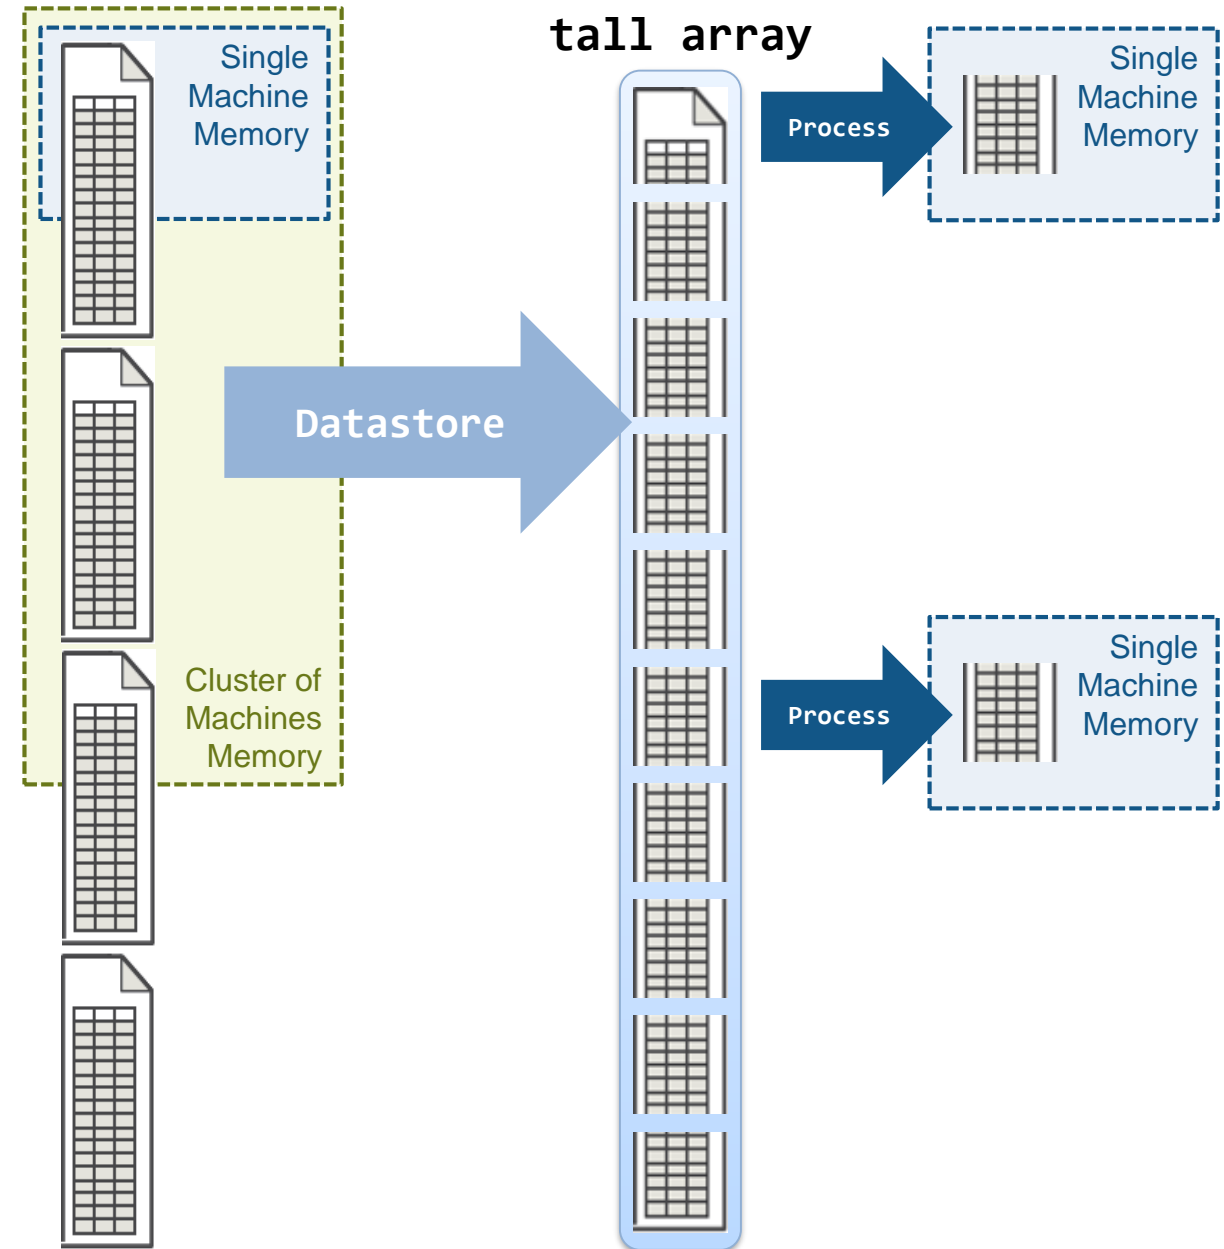 tall array
Single
Machine
Memory
Datastore
Cluster of
Machines
Memory
Process
Single
Machine
Memory
Process
Single
Machine
Memory